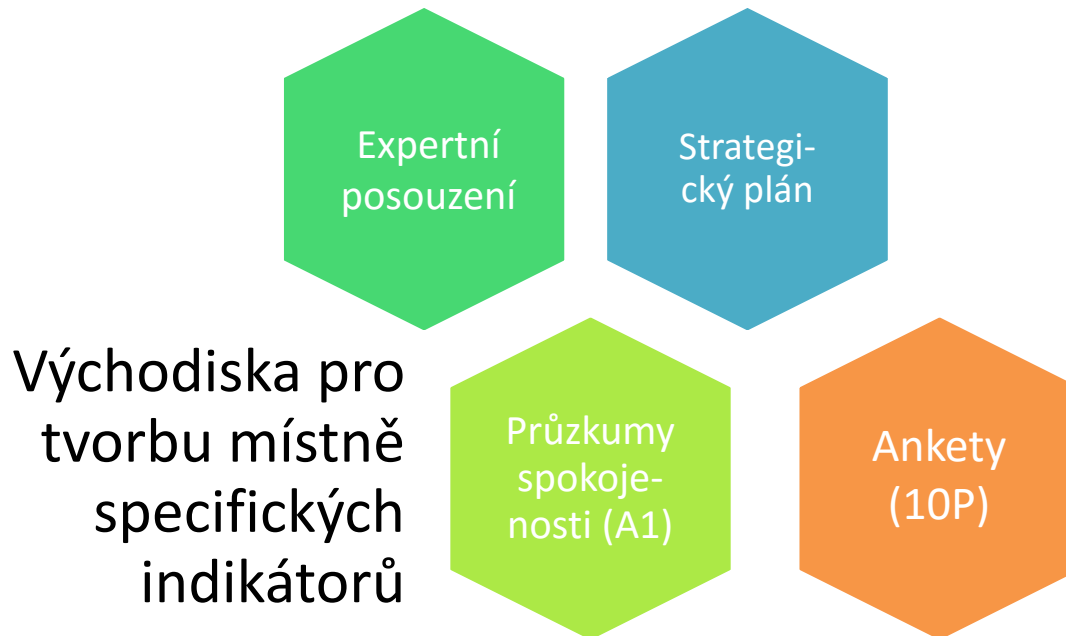 Expertní
posouzení
Strategi-
cký plán
Východiska pro
tvorbu místně
specifických
indikátorů
Průzkumy
spokoje-
nosti (A1)
Ankety
(10P)